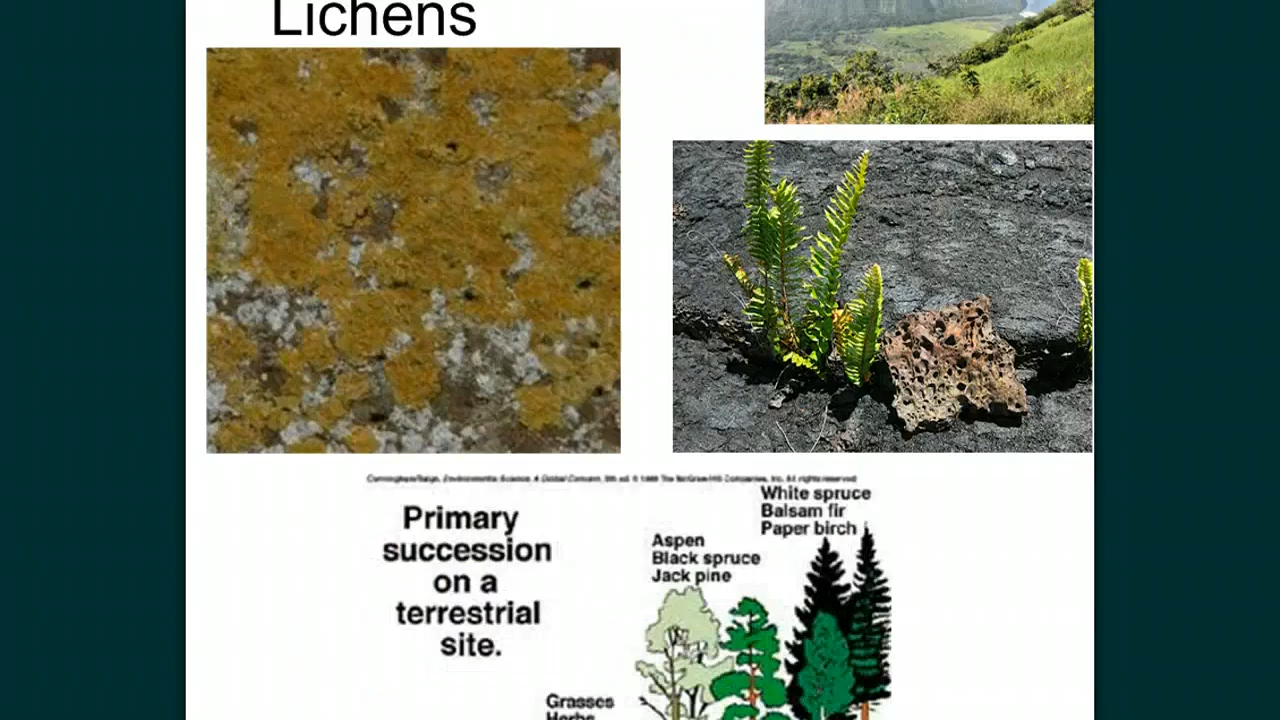 Lichens
Cunningham/Saigo, Environmental Science, A Global Concern, 5th ed. © 1999 The McGraw-Hill Companies, Inc. All rights reserved.
White spruce
Balsam fir
Paper birch
Primary
succession
on a
terrestrial
site.
Aspen
Black spruce
Jack pine
Grasses
Herbs